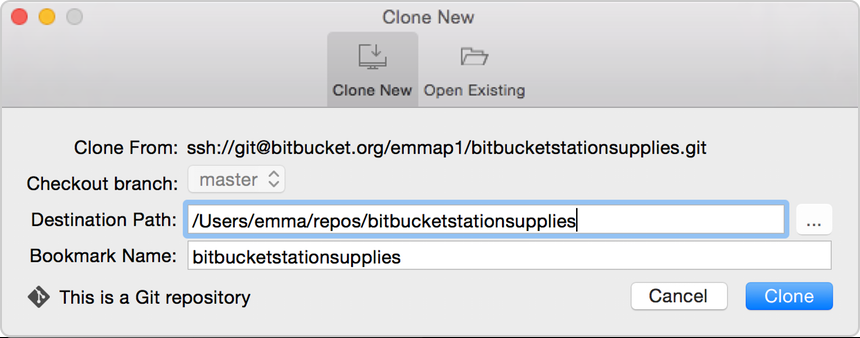 Clone New
Clone New Open Existing
Clone From: ssh://git@bitbucket.org/emmap1/bitbucketstationsupplies.git
Checkout branch: master
Destination Path: /Users/emma/repos/bitbucketstationsupplies ...
Bookmark Name: bitbucketstationsupplies
This is a Git repository Cancel Clone